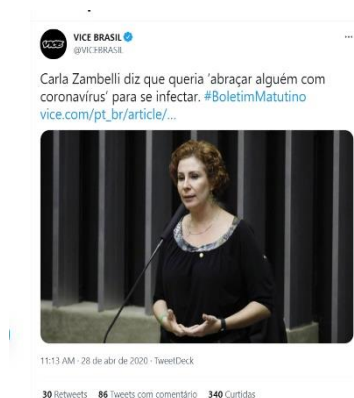 VICE BRASIL
@VICEBRASIL
Carla Zambelli diz que queria 'abraçar alguém com
coronavírus' para se infectar. #BoletimMatutino
vice.com/pt_br/article/...
11:13 AM · 28 de abr de 2020 · TweetDeck
30 Retweets 86 Tweets com comentário 340 Curtidas